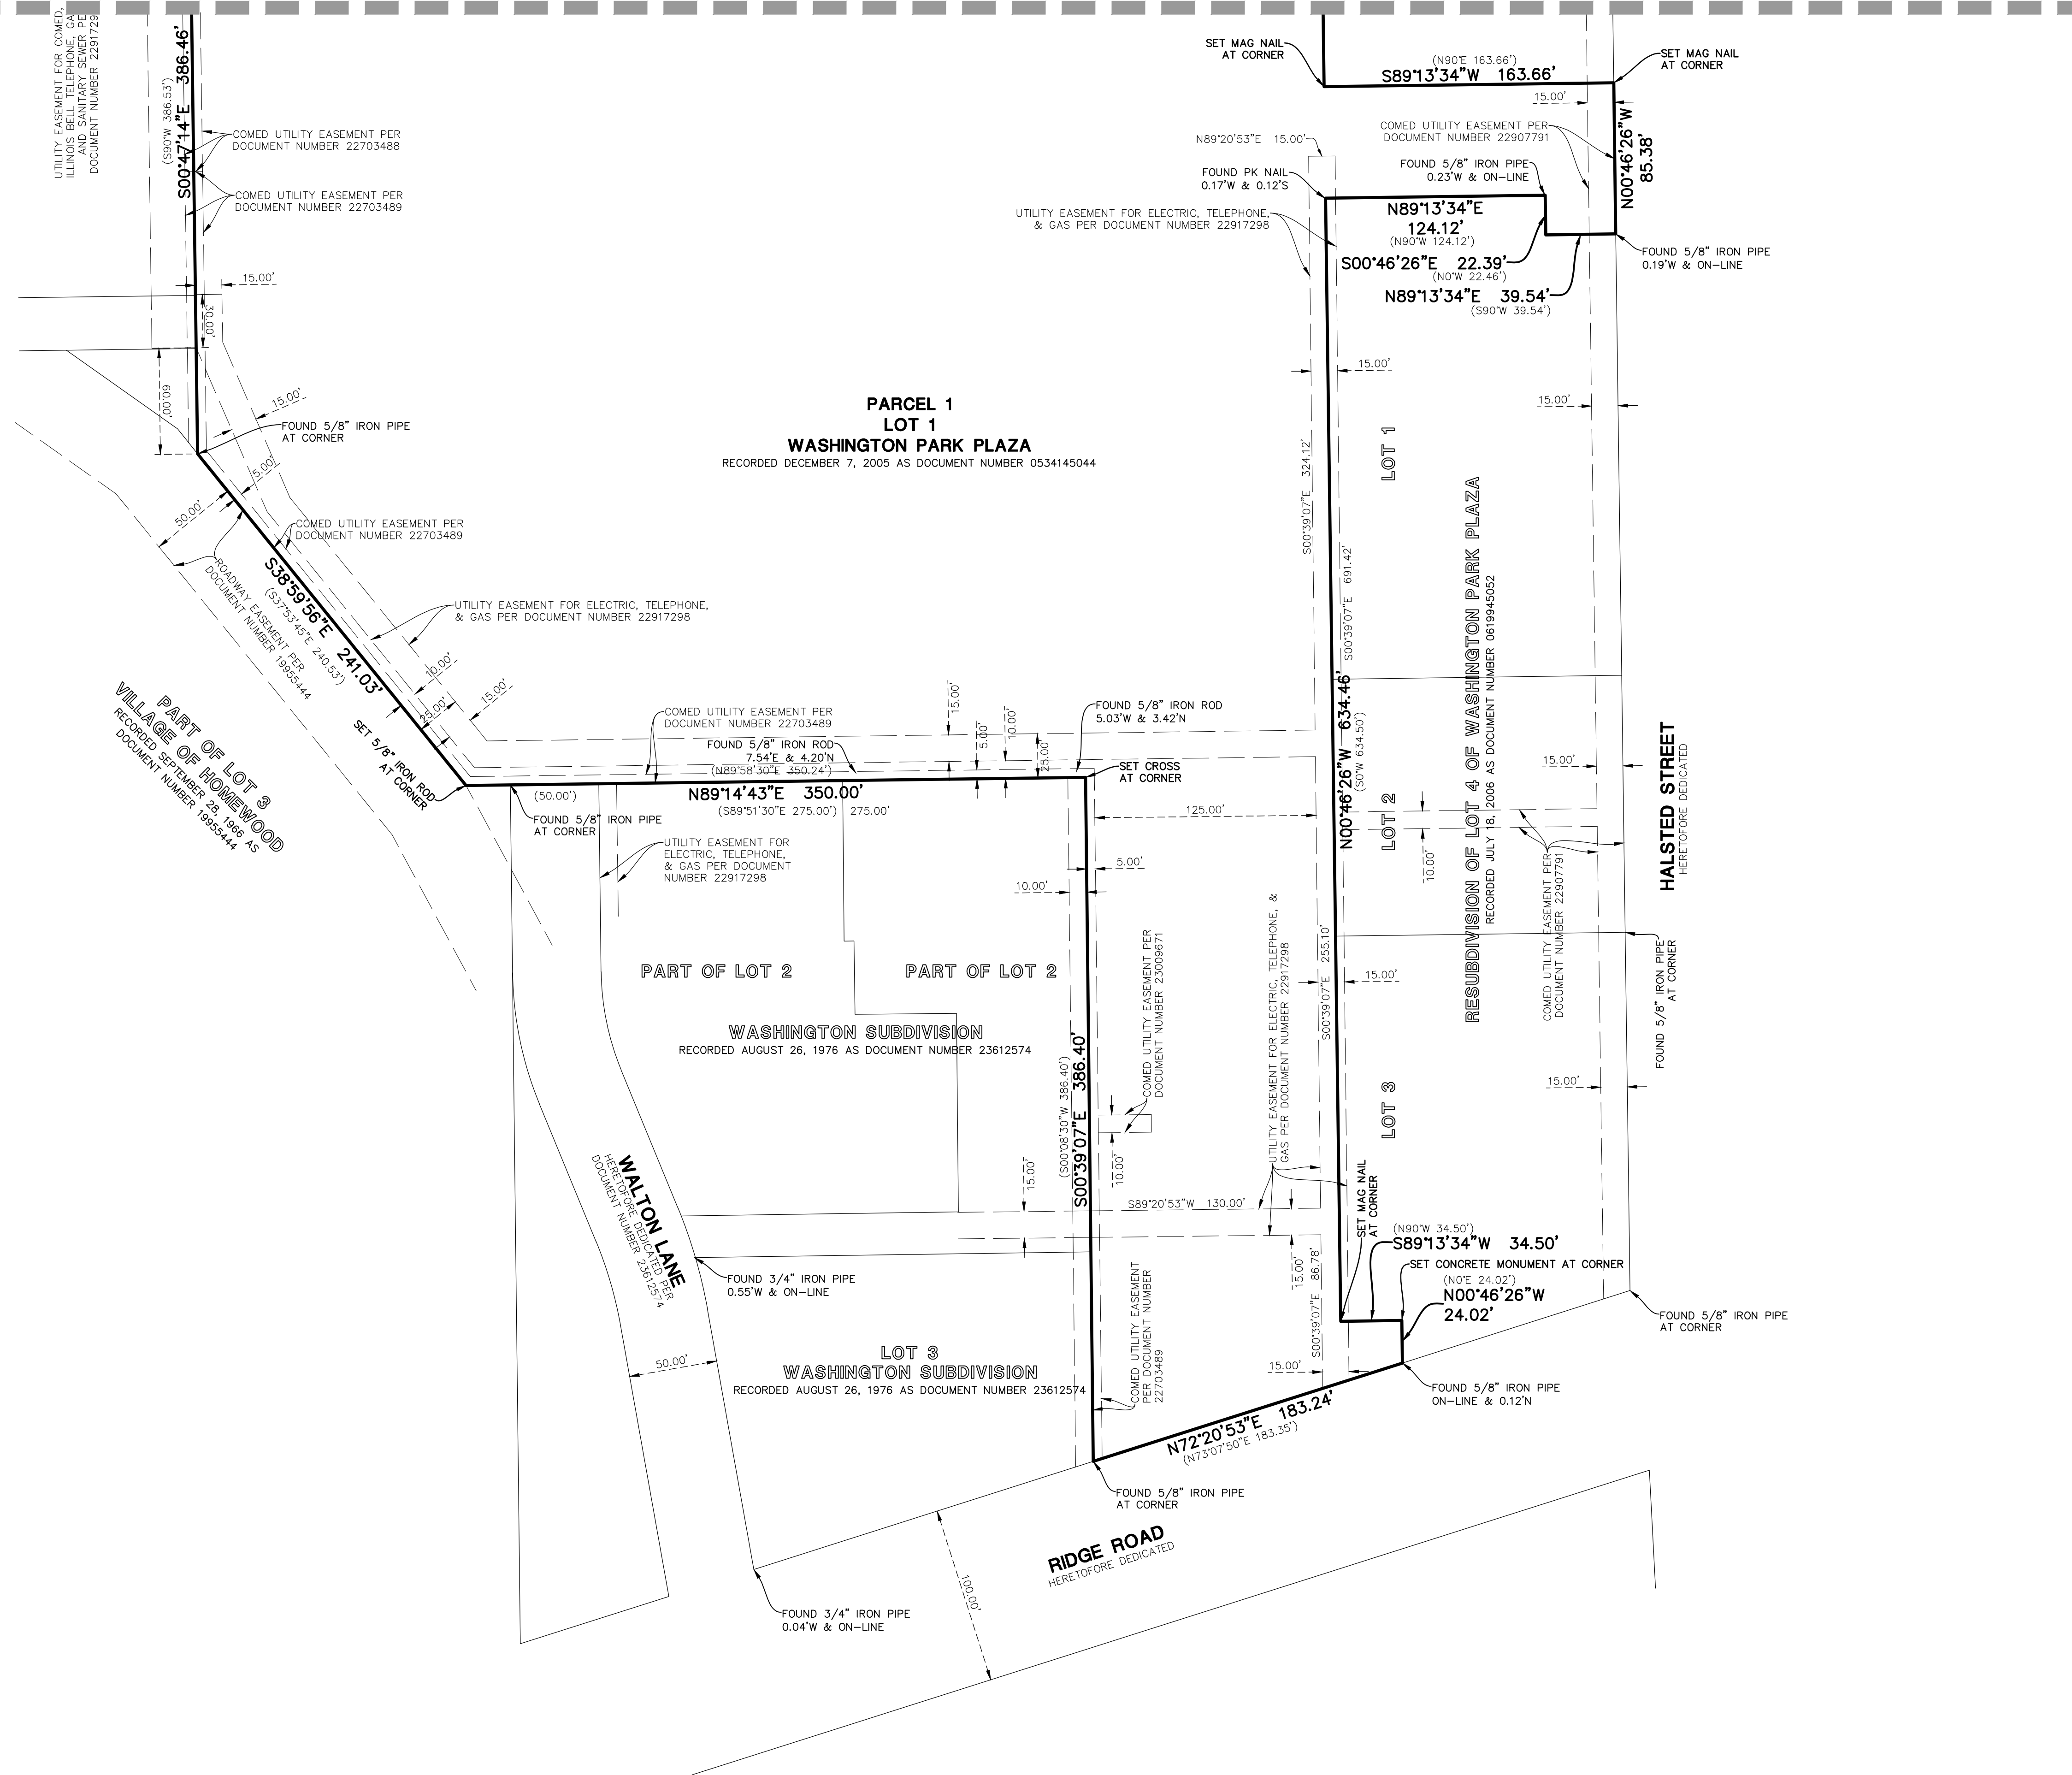 UTILITY EASEMENT FOR COMED,
ILLINOIS BELL TELEPHONE, GA
AND SANITARY SEWER PE
DOCUMENT NUMBER 2291729
(S90°W 386.53')
S00°47'14"E 386.46'
COMED UTILITY EASEMENT PER
DOCUMENT NUMBER 22703488
COMED UTILITY EASEMENT PER
DOCUMENT NUMBER 22703489
15.00'
30.00'
60.00'
15.00'
FOUND 5/8" IRON PIPE
AT CORNER
5.00'
50.00'
COMED UTILITY EASEMENT PER
DOCUMENT NUMBER 22703489
S38°59'56"E 241.03'
(S37°53'45"E 240.53')
ROADWAY EASEMENT PER
DOCUMENT NUMBER 19955444
UTILITY EASEMENT FOR ELECTRIC, TELEPHONE,
& GAS PER DOCUMENT NUMBER 22917298
10.00'
25.00'
15.00'
PART OF LOT 3
VILLAGE OF HOMEWOOD
RECORDED SEPTEMBER 28, 1966 AS
DOCUMENT NUMBER 19955444
SET 5/8" IRON ROD
AT CORNER
PARCEL 1
LOT 1
WASHINGTON PARK PLAZA
RECORDED DECEMBER 7, 2005 AS DOCUMENT NUMBER 0534145044
SET MAG NAIL
AT CORNER
(N90°E 163.66')
S89°13'34"W 163.66'
SET MAG NAIL
AT CORNER
15.00'
COMED UTILITY EASEMENT PER
DOCUMENT NUMBER 22907791
N00°46'26"W
85.38'
N89°20'53"E 15.00'
FOUND PK NAIL
0.17'W & 0.12'S
FOUND 5/8" IRON PIPE
0.23'W & ON-LINE
UTILITY EASEMENT FOR ELECTRIC, TELEPHONE,
& GAS PER DOCUMENT NUMBER 22917298
N89°13'34"E
124.12'
(N90°W 124.12')
S00°46'26"E 22.39'
(N0°W 22.46')
N89°13'34"E 39.54'
(S90°W 39.54')
FOUND 5/8" IRON PIPE
0.19'W & ON-LINE
15.00'
15.00'
S00°39'07"E 324.12'
S00°39'07"E 691.42'
LOT 1
RESUBDIVISION OF LOT 4 OF WASHINGTON PARK PLAZA
RECORDED JULY 18, 2006 AS DOCUMENT NUMBER 0619945052
N00°46'26"W 634.46'
(S0°W 634.50')
LOT 2
15.00'
10.00'
COMED UTILITY EASEMENT PER
DOCUMENT NUMBER 22907791
HALSTED STREET
HERETOFORE DEDICATED
FOUND 5/8" IRON PIPE
AT CORNER
COMED UTILITY EASEMENT PER
DOCUMENT NUMBER 22703489
FOUND 5/8" IRON ROD
7.54'E & 4.20'N
(N89°58'30"E 350.24')
15.00'
5.00'
10.00'
25.00'
FOUND 5/8" IRON ROD
5.03'W & 3.42'N
SET CROSS
AT CORNER
N89°14'43"E 350.00'
(50.00')
(S89°51'30"E 275.00') 275.00'
FOUND 5/8" IRON PIPE
AT CORNER
UTILITY EASEMENT FOR
ELECTRIC, TELEPHONE,
& GAS PER DOCUMENT
NUMBER 22917298
125.00'
5.00'
10.00'
PART OF LOT 2
PART OF LOT 2
WASHINGTON SUBDIVISION
RECORDED AUGUST 26, 1976 AS DOCUMENT NUMBER 23612574
(S00°08'30"W 386.40')
S00°39'07"E 386.40'
COMED UTILITY EASEMENT PER
DOCUMENT NUMBER 23009671
10.00'
UTILITY EASEMENT FOR ELECTRIC, TELEPHONE, &
GAS PER DOCUMENT NUMBER 22917298
S00°39'07"E 255.10'
15.00'
15.00'
LOT 3
15.00'
S89°20'53"W 130.00'
15.00'
S00°39'07"E 86.78'
SET MAG NAIL
AT CORNER
(N90°W 34.50')
S89°13'34"W 34.50'
SET CONCRETE MONUMENT AT CORNER
(N0°E 24.02')
N00°46'26"W
24.02'
FOUND 5/8" IRON PIPE
AT CORNER
15.00'
FOUND 5/8" IRON PIPE
ON-LINE & 0.12'N
WALTON LANE
HERETOFORE DEDICATED PER
DOCUMENT NUMBER 23612574
FOUND 3/4" IRON PIPE
0.55'W & ON-LINE
50.00'
LOT 3
WASHINGTON SUBDIVISION
RECORDED AUGUST 26, 1976 AS DOCUMENT NUMBER 23612574
COMED UTILITY EASEMENT
PER DOCUMENT NUMBER
22703489
N72°20'53"E 183.24'
(N73°07'50"E 183.35')
FOUND 5/8" IRON PIPE
AT CORNER
RIDGE ROAD
HERETOFORE DEDICATED
100.00'
FOUND 3/4" IRON PIPE
0.04'W & ON-LINE